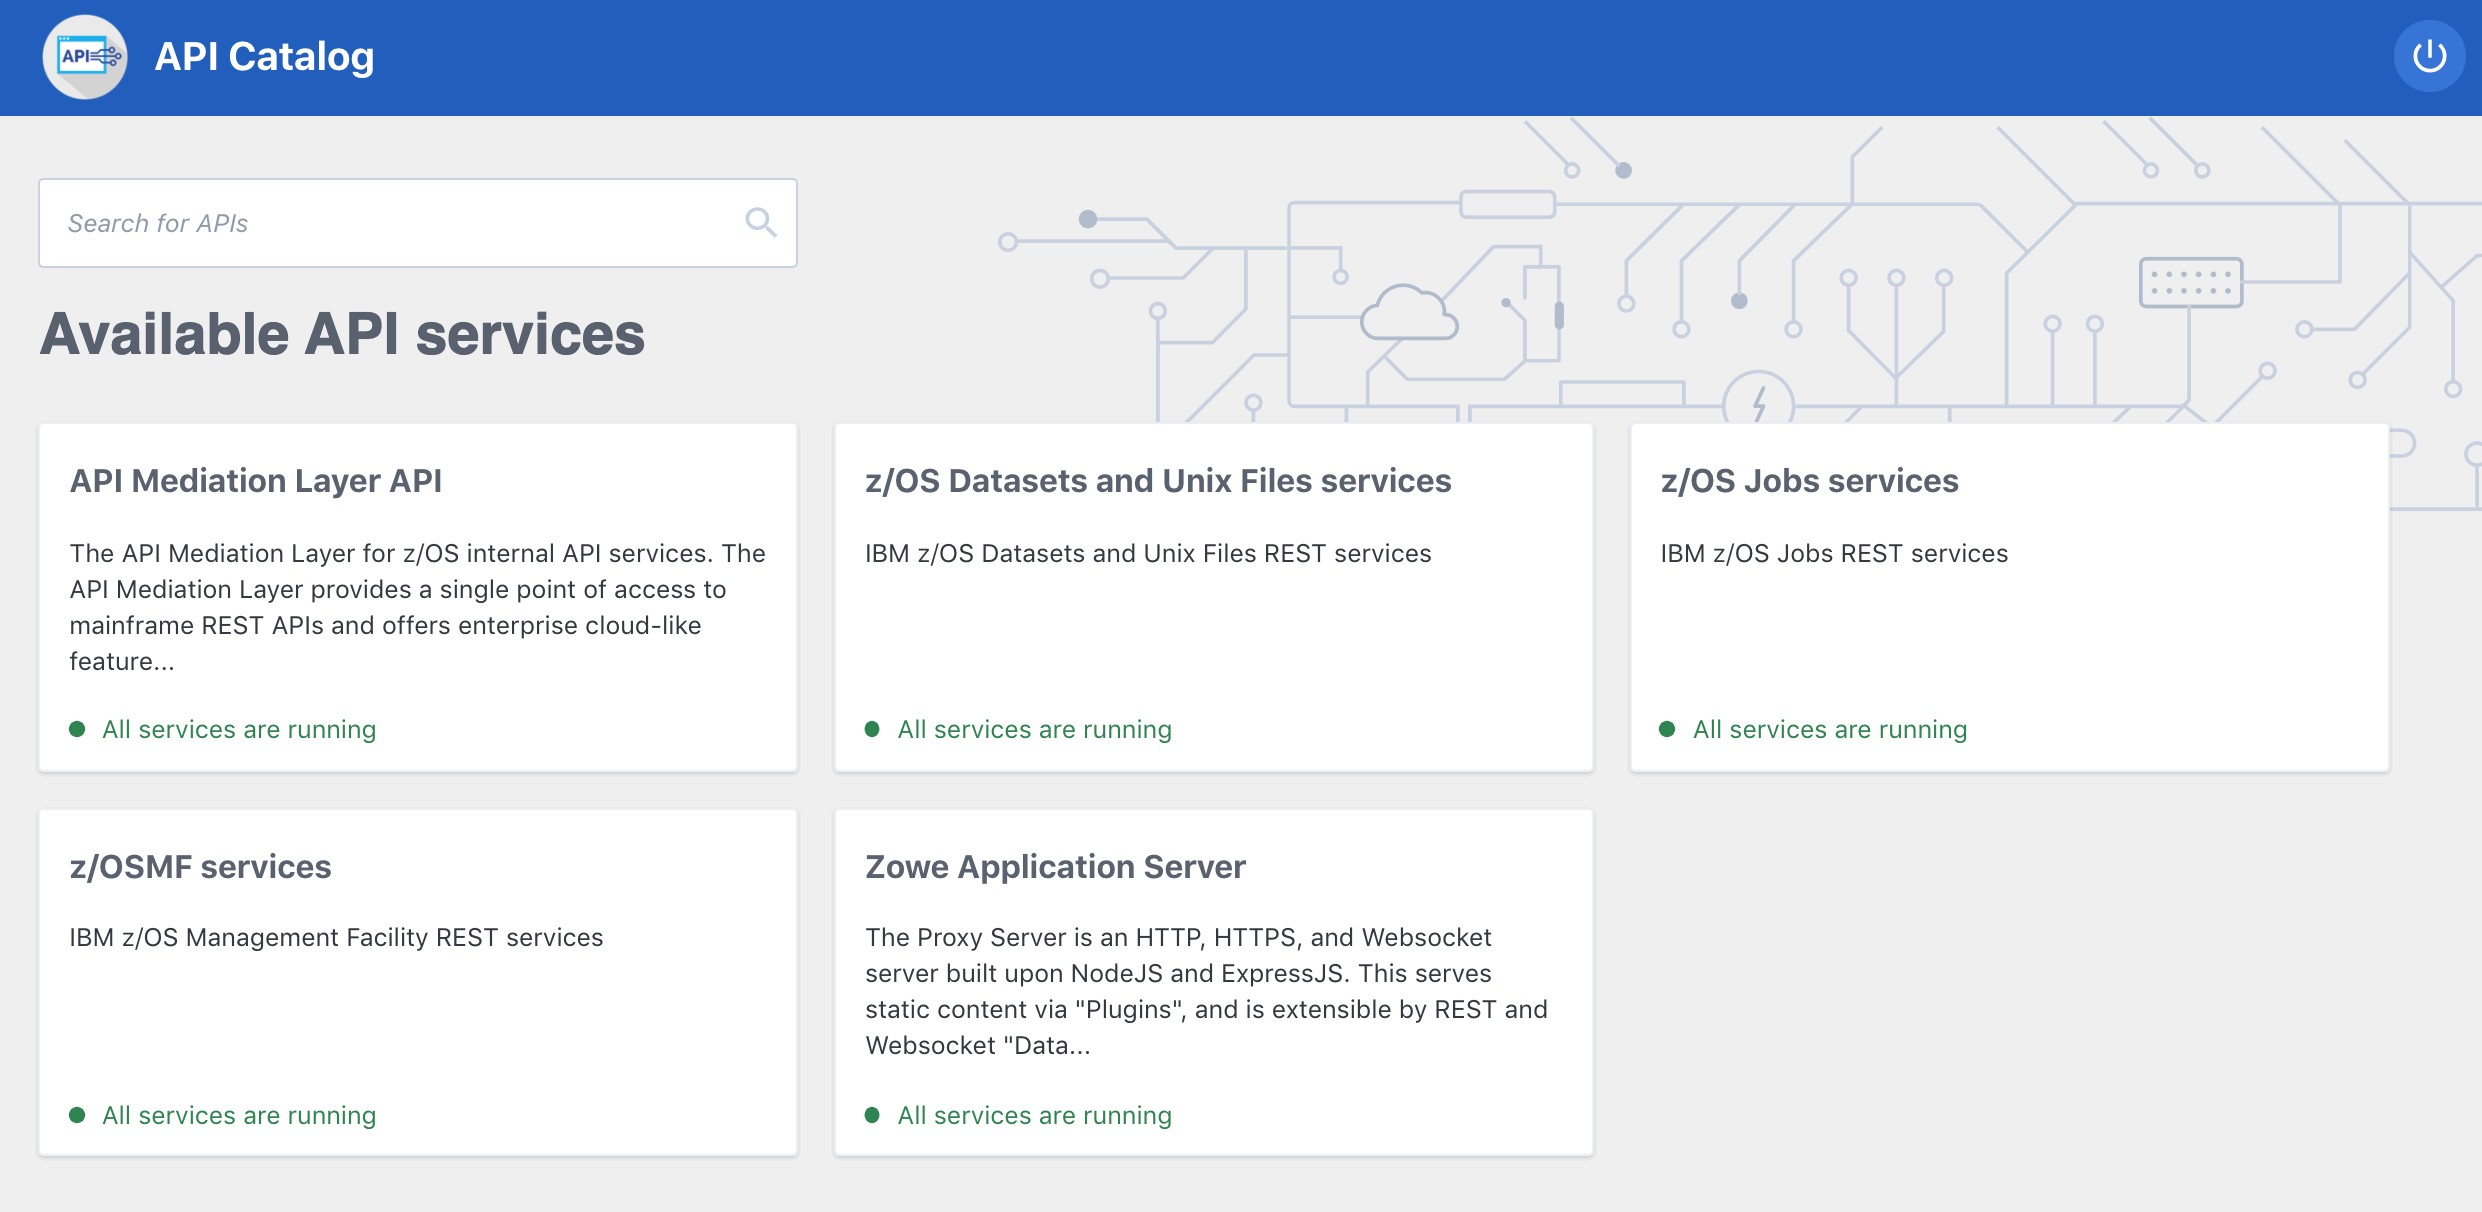 API
API Catalog
Search for APIs
Available API services
API Mediation Layer API
The API Mediation Layer for z/OS internal API services. The
API Mediation Layer provides a single point of access to
mainframe REST APIs and offers enterprise cloud-like
feature...
All services are running
z/OS Datasets and Unix Files services
IBM z/OS Datasets and Unix Files REST services
All services are running
z/OS Jobs services
IBM z/OS Jobs REST services
All services are running
z/OSMF services
IBM z/OS Management Facility REST services
All services are running
Zowe Application Server
The Proxy Server is an HTTP, HTTPS, and Websocket
server built upon NodeJS and ExpressJS. This serves
static content via "Plugins", and is extensible by REST and
Websocket "Data...
All services are running